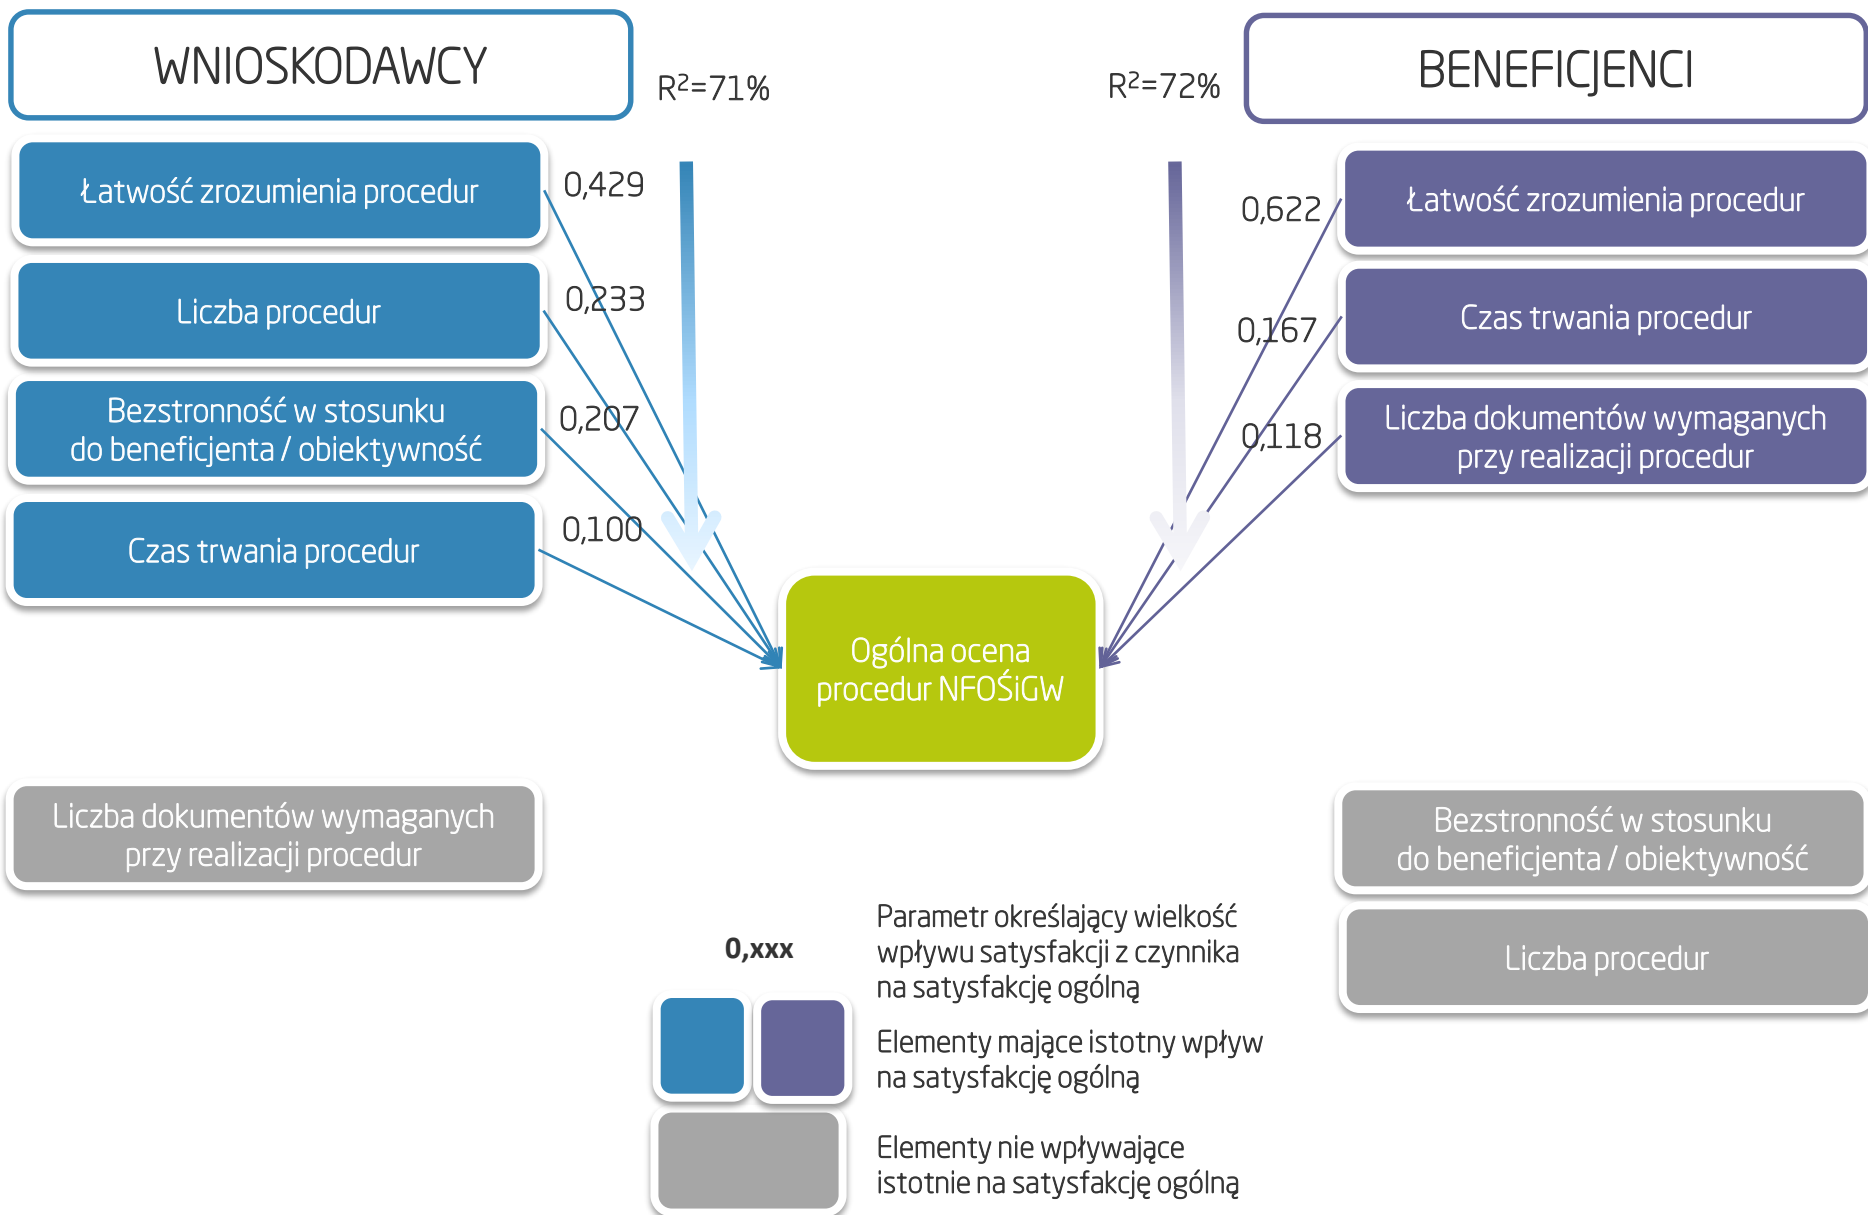 WNIOSKODAWCY
R²=71%
Łatwość zrozumienia procedur
0,429
Liczba procedur
0,233
Bezstronność w stosunku
do beneficjenta / obiektywność
0,207
Czas trwania procedur
0,100
Liczba dokumentów wymaganych
przy realizacji procedur
Ogólna ocena
procedur NFOŚiGW
R²=72%
BENEFICJENCI
0,622
Łatwość zrozumienia procedur
0,167
Czas trwania procedur
0,118
Liczba dokumentów wymaganych
przy realizacji procedur
Bezstronność w stosunku
do beneficjenta / obiektywność
Liczba procedur
0,xxx
Parametr określający wielkość
wpływu satysfakcji z czynnika
na satysfakcję ogólną
Elementy mające istotny wpływ
na satysfakcję ogólną
Elementy nie wpływające
istotnie na satysfakcję ogólną